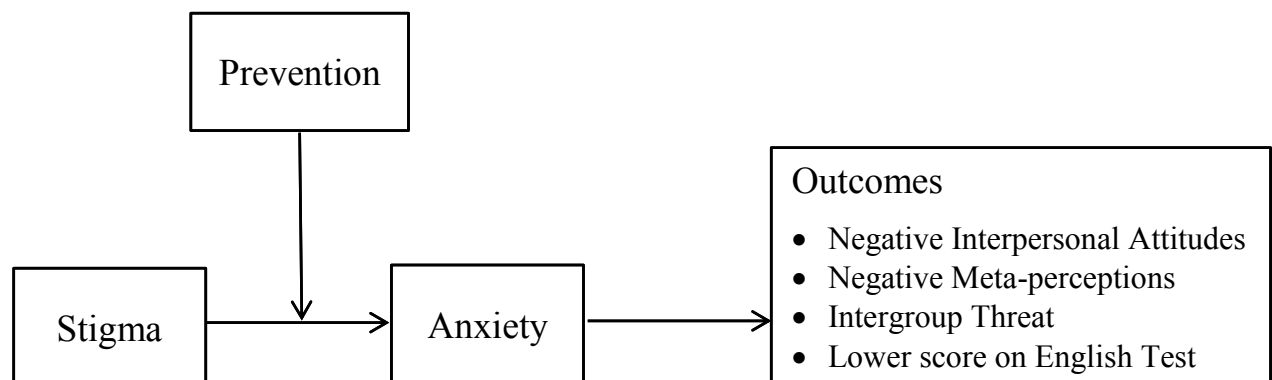 Prevention
Outcomes
• Negative Interpersonal Attitudes
• Negative Meta-perceptions
• Intergroup Threat
• Lower score on English Test
Stigma
Anxiety